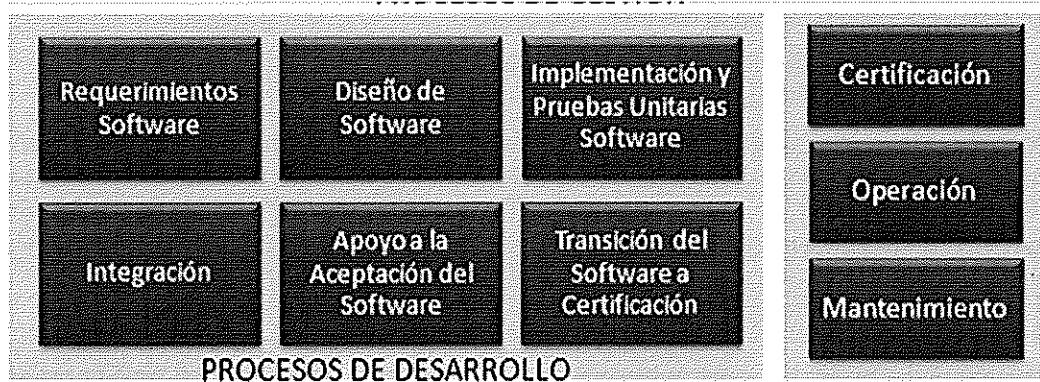 Requerimientos
Software
Diseño de
Software
Implementación y
Pruebas Unitarias
Software
Integración
Apoyo a la
Aceptación del
Software
Transición del
Software a
Certificación
PROCESOS DE DESARROLLO
Certificación
Operación
Mantenimiento